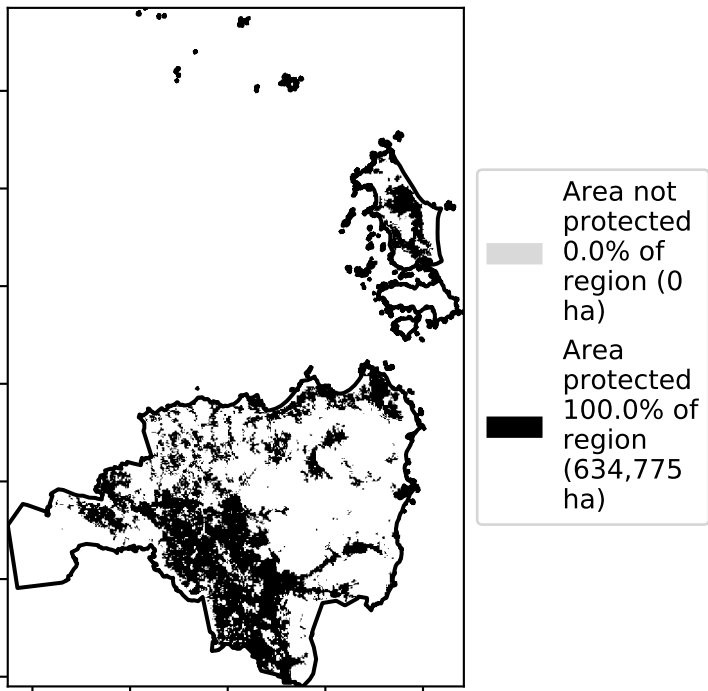 Area not
protected
0.0% of
region (0
ha)
Area
protected
100.0% of
region
(634,775
ha)